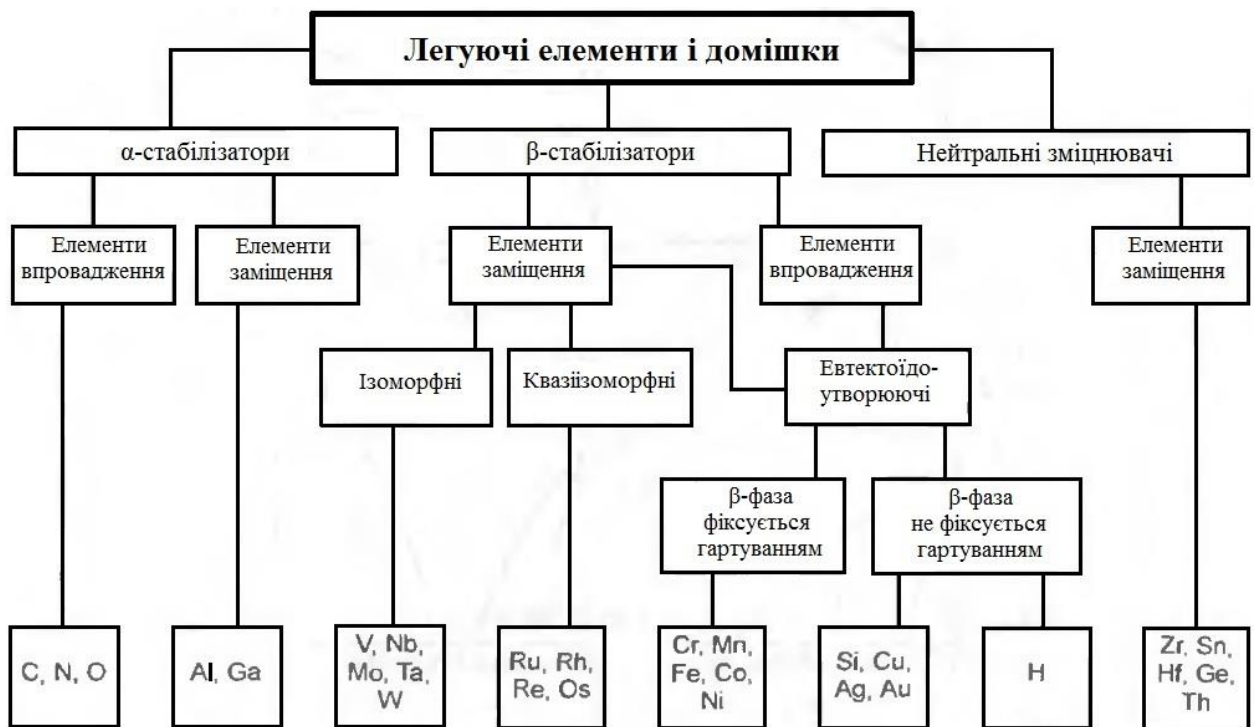 Легуючі елементи і домішки
α-стабілізатори
β-стабілізатори
Нейтральні зміцнювачі
Елементи
впровадження
Елементи
заміщення
Елементи
заміщення
Елементи
впровадження
Елементи
заміщення
Ізоморфні
Квазіізоморфні
Евтектоїдо-
утворюючі
β-фаза
фіксується
гартуванням
β-фаза
не фіксується
гартуванням
C, N, O
Al, Ga
V, Nb,
Mo, Ta,
W
Ru, Rh,
Re, Os
Cr, Mn,
Fe, Co,
Ni
Si, Cu,
Ag, Au
H
Zr, Sn,
Hf, Ge,
Th